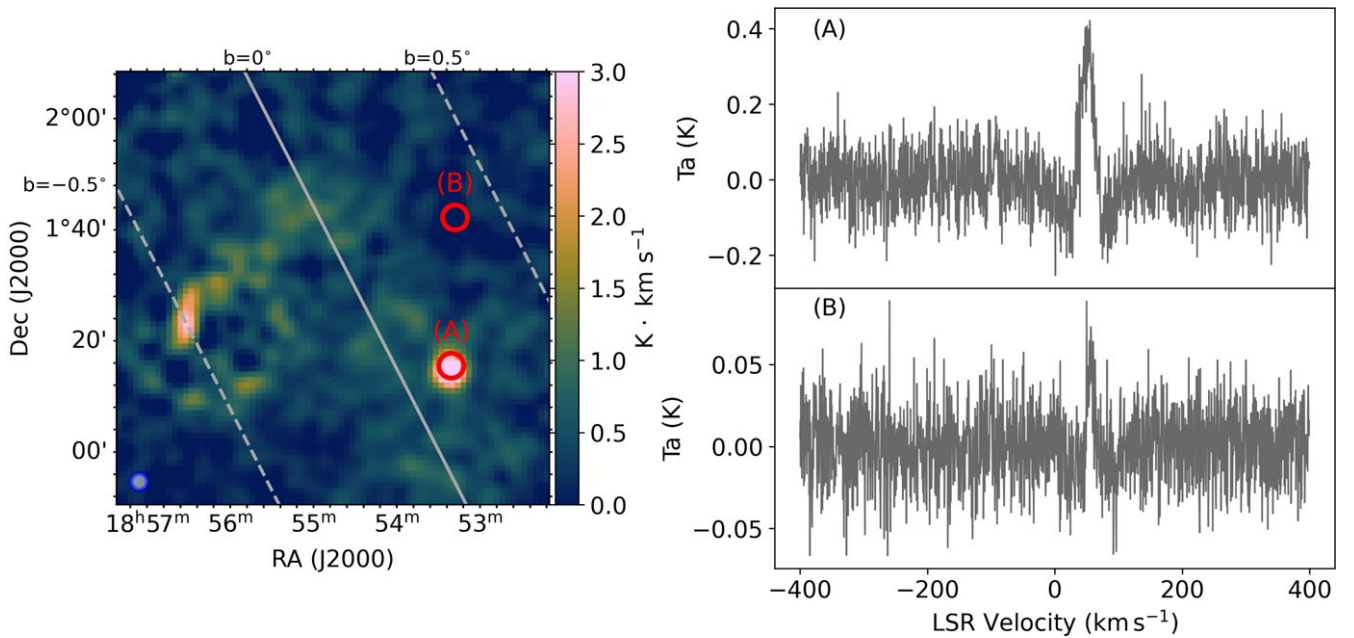 b=0° b=0.5°
b=−0.5°
(B)
(A)
2°00'
1°40'
20'
00'
Dec (J2000)
18ʰ57ᵐ 56ᵐ 55ᵐ 54ᵐ 53ᵐ
RA (J2000)
3.0
2.5
2.0
1.5
1.0
0.5
0.0
K · km s⁻¹
(A)
0.4
0.2
0.0
−0.2
Ta (K)
(B)
0.05
0.00
−0.05
Ta (K)
−400 −200 0 200 400
LSR Velocity (km s⁻¹)